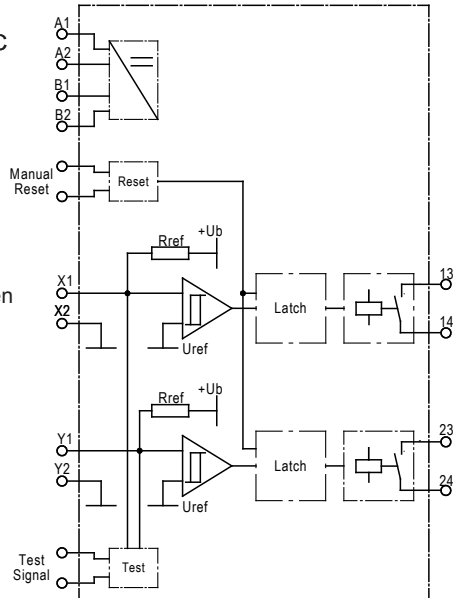 A1
c
A2
B1
B2
Manual
Reset
Reset
+Ub
Rref
X1
13
en
X2
Latch
14
Uref
+Ub
Rref
Y1
23
Y2
Latch
24
Uref
Test
Signal
Test